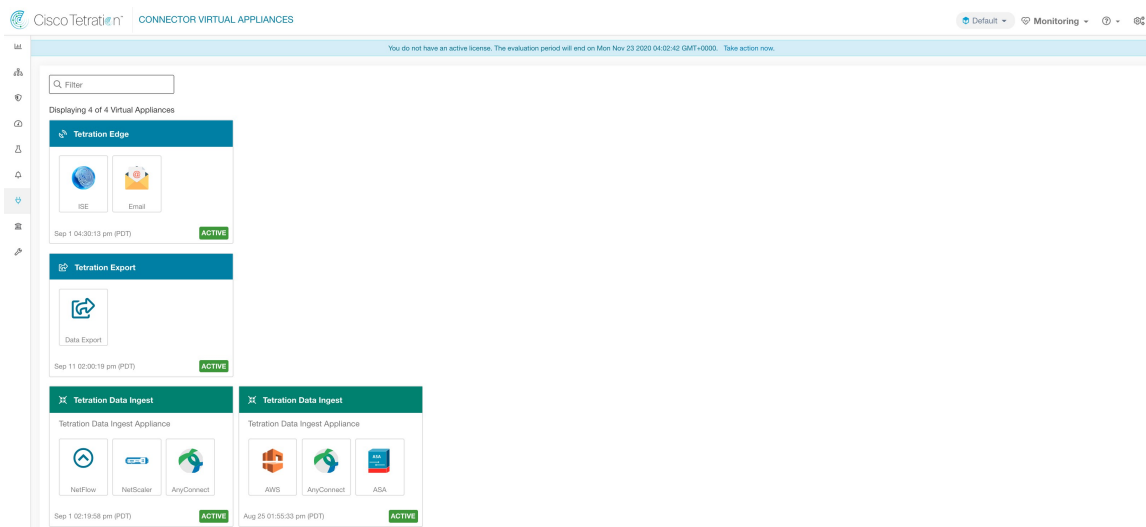 Cisco Tetration™ CONNECTOR VIRTUAL APPLIANCES Default Monitoring
You do not have an active license. The evaluation period will end on Mon Nov 23 2020 04:02:42 GMT+0000. Take action now.
Filter
Displaying 4 of 4 Virtual Appliances
Tetration Edge
@
ISE Email
Sep 1 04:30:13 pm (PDT) ACTIVE
Tetration Export
Data Export
Sep 11 02:00:19 pm (PDT) ACTIVE
Tetration Data Ingest Tetration Data Ingest
Tetration Data Ingest Appliance Tetration Data Ingest Appliance
ASA
NetFlow NetScaler AnyConnect AWS AnyConnect ASA
Sep 1 02:19:58 pm (PDT) ACTIVE Aug 25 01:55:33 pm (PDT) ACTIVE